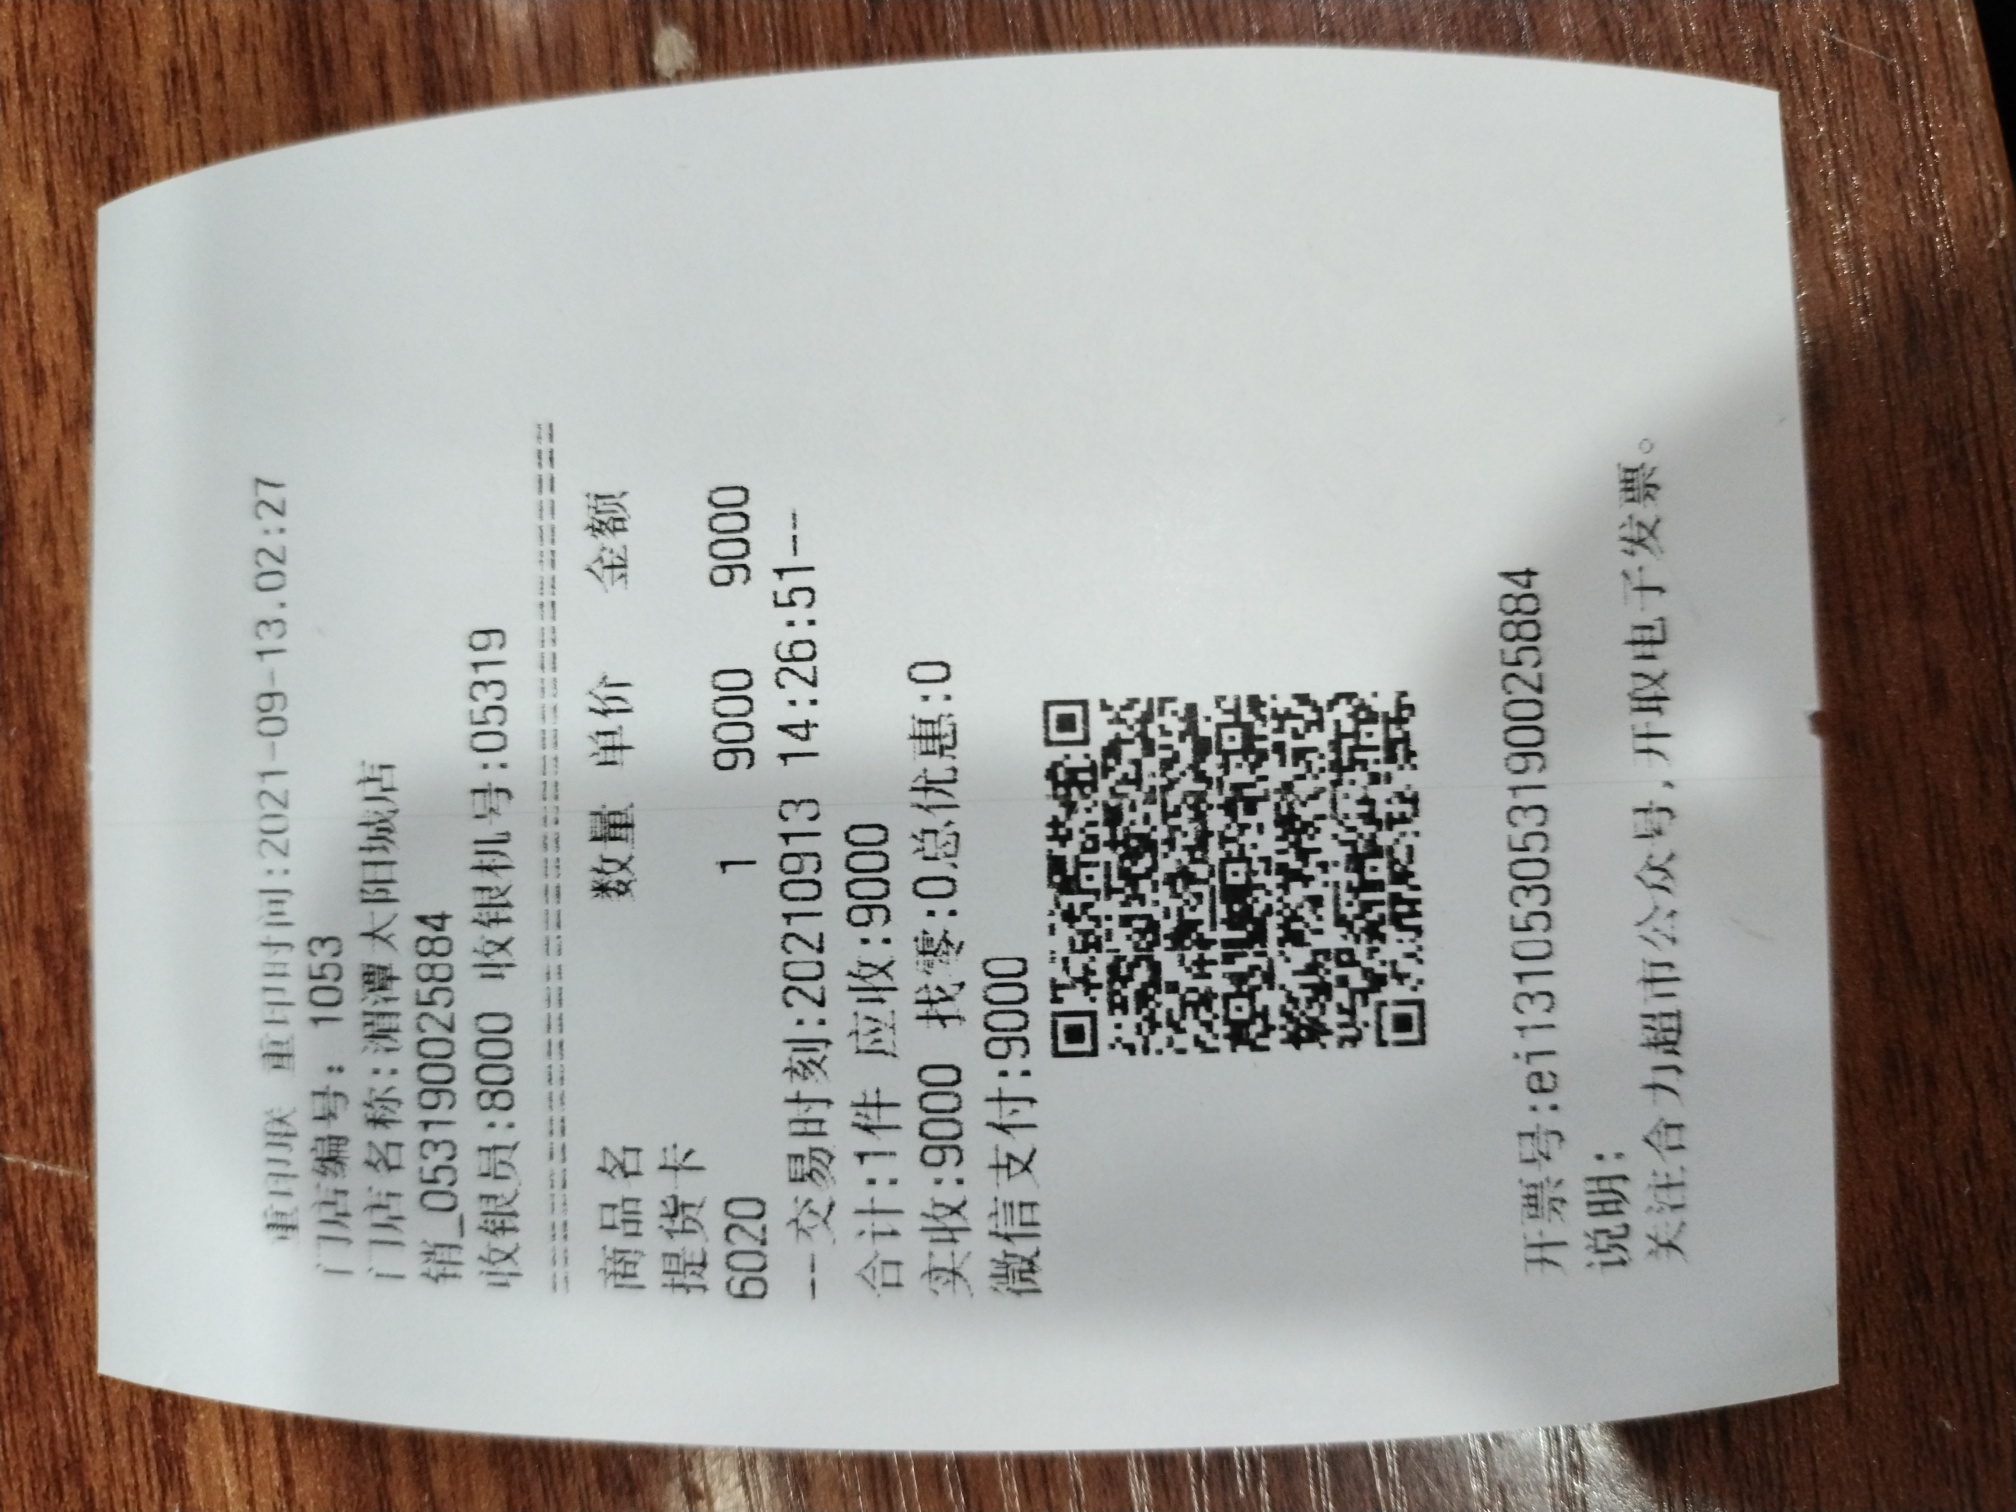 重印联 重印时间:2021-09-13.02:27
门店编号: 1053
门店名称:湄潭太阳城店
销_053190025884
收银员:8000 收银机号:05319
================================
商品名 数量 单价 金额
提货卡
6020 1 9000 9000
--交易时刻:20210913 14:26:51--
合计:1件 应收:9000
实收:9000 找零:0总优惠:0
微信支付:9000
开票号:ei131053053190025884
说明:
关注合力超市公众号,开取电子发票。